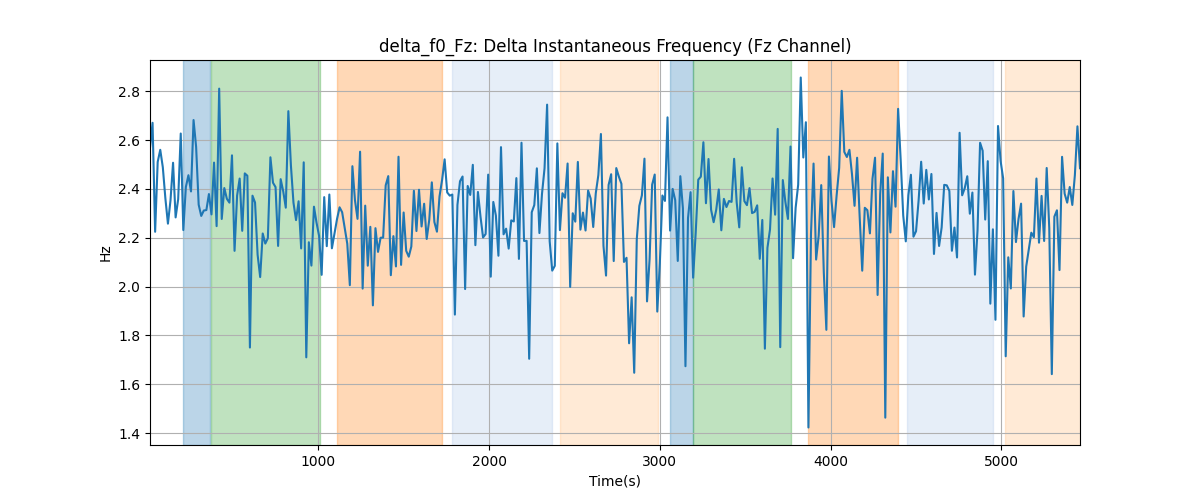 delta_f0_Fz: Delta Instantaneous Frequency (Fz Channel)
2.8
2.6
2.4
2.2
2.0
1.8
1.6
1.4
Hz
1000 2000 3000 4000 5000
Time(s)